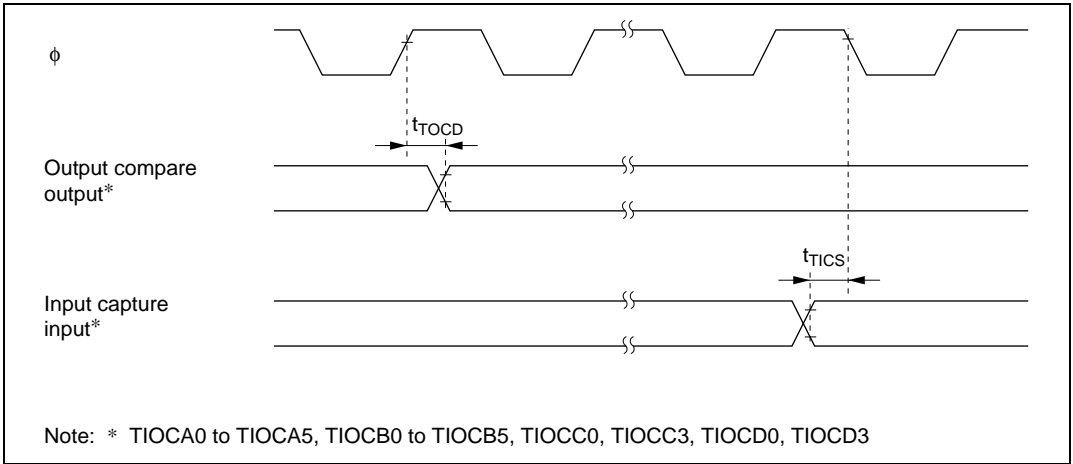 ϕ
tTOCD
Output compare
output*
tTICS
Input capture
input*
Note: * TIOCA0 to TIOCA5, TIOCB0 to TIOCB5, TIOCC0, TIOCC3, TIOCD0, TIOCD3